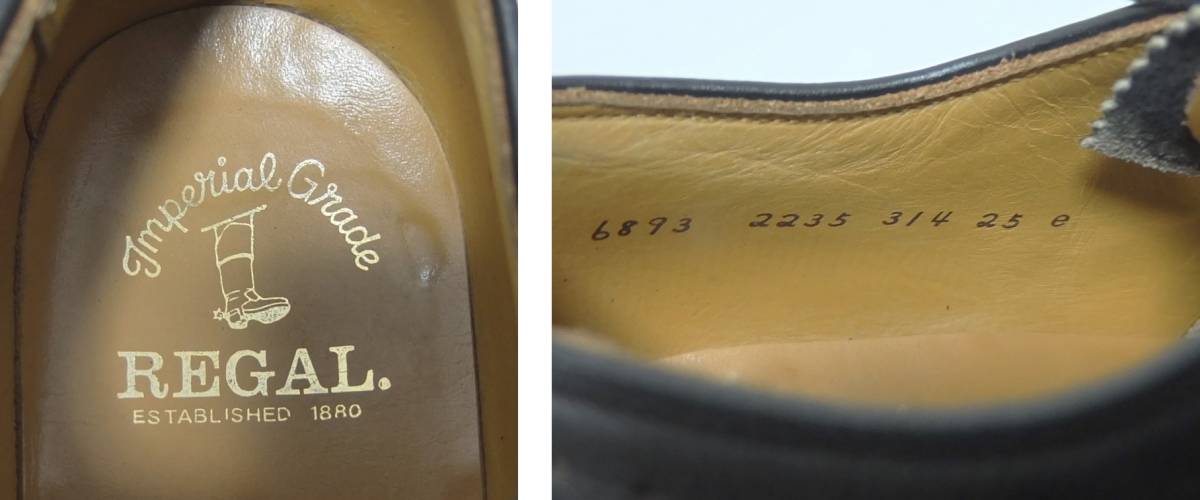 Imperial Grade
REGAL.
ESTABLISHED 1880
6893 2235 314 25 e